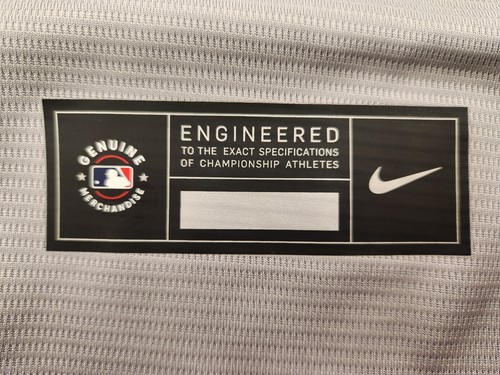 GENUINE
MERCHANDISE
ENGINEERED
TO THE EXACT SPECIFICATIONS
OF CHAMPIONSHIP ATHLETES